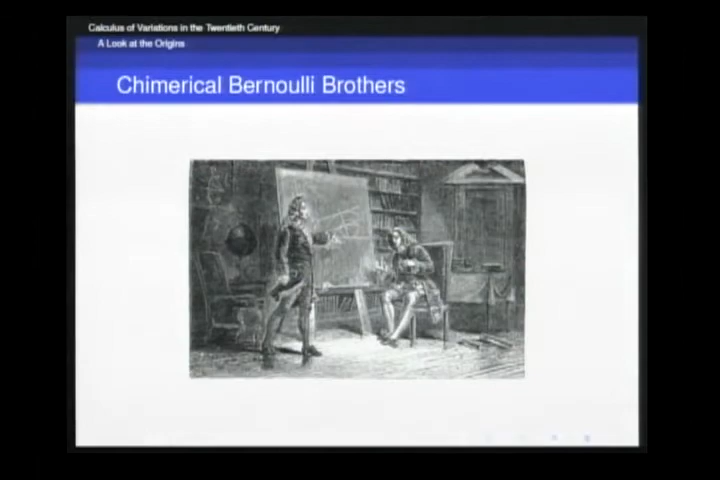 Calculus of Variations in the Twentieth Century
A Look at the Origins
Chimerical Bernoulli Brothers